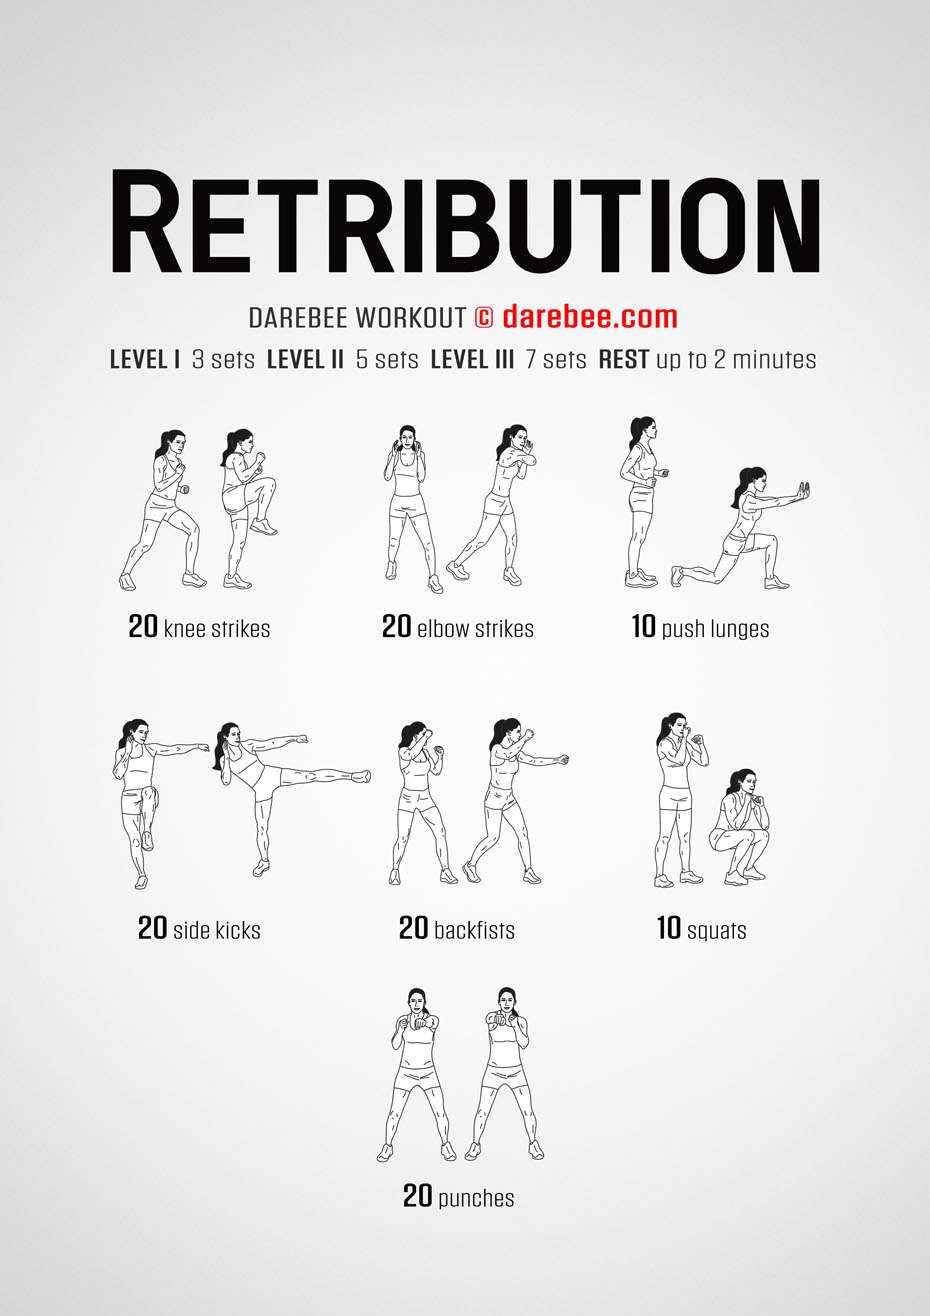 RETRIBUTION
DAREBEE WORKOUT © darebee.com
LEVEL I 3 sets LEVEL II 5 sets LEVEL III 7 sets REST up to 2 minutes
20 knee strikes
20 elbow strikes
10 push lunges
20 side kicks
20 backfists
10 squats
20 punches